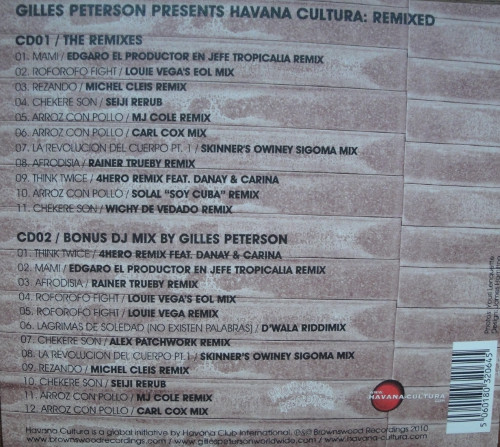 GILLES PETERSON PRESENTS HAVANA CULTURA: REMIXED
CD01 / THE REMIXES
01. MAMI / EDGARO EL PRODUCTOR EN JEFE TROPICALIA REMIX
02. ROFOROFO FIGHT / LOUIE VEGA'S EOL MIX
03. REZANDO / MICHEL CLEIS REMIX
04. CHEKERE SON / SEIJI RERUB
05. ARROZ CON POLLO / MJ COLE REMIX
06. ARROZ CON POLLO / CARL COX MIX
07. LA REVOLUCION DEL CUERPO PT. 1 / SKINNER'S OWINEY SIGOMA MIX
08. AFRODISIA / RAINER TRUEBY REMIX
09. THINK TWICE / 4HERO REMIX FEAT. DANAY & CARINA
10. ARROZ CON POLLO / SOLAL "SOY CUBA" REMIX
11. CHEKERE SON / WICHY DE VEDADO REMIX
CD02 / BONUS DJ MIX BY GILLES PETERSON
01. THINK TWICE / 4HERO REMIX FEAT. DANAY & CARINA
02. MAMI / EDGARO EL PRODUCTOR EN JEFE TROPICALIA REMIX
03. AFRODISIA / RAINER TRUEBY REMIX
04. ROFOROFO FIGHT / LOUIE VEGA'S EOL MIX
05. ROFOROFO FIGHT / LOUIE VEGA REMIX
06. LAGRIMAS DE SOLEDAD (NO EXISTEN PALABRAS) / D'WALA RIDDIMIX
07. CHEKERE SON / ALEX PATCHWORK REMIX
08. LA REVOLUCION DEL CUERPO PT.1 / SKINNER'S OWINEY SIGOMA MIX
09. REZANDO / MICHEL CLEIS REMIX
10. CHEKERE SON / SEIJI RERUB
11. ARROZ CON POLLO / MJ COLE REMIX
12. ARROZ CON POLLO / CARL COX MIX
HAVANA-CULTURA
5 060180 320645
Havana Cultura is a global initiative by Havana Club International. ℗© Brownswood Recordings 2010
www.brownswoodrecordings.com / www.gillespetersonworldwide.com / www.havana-cultura.com